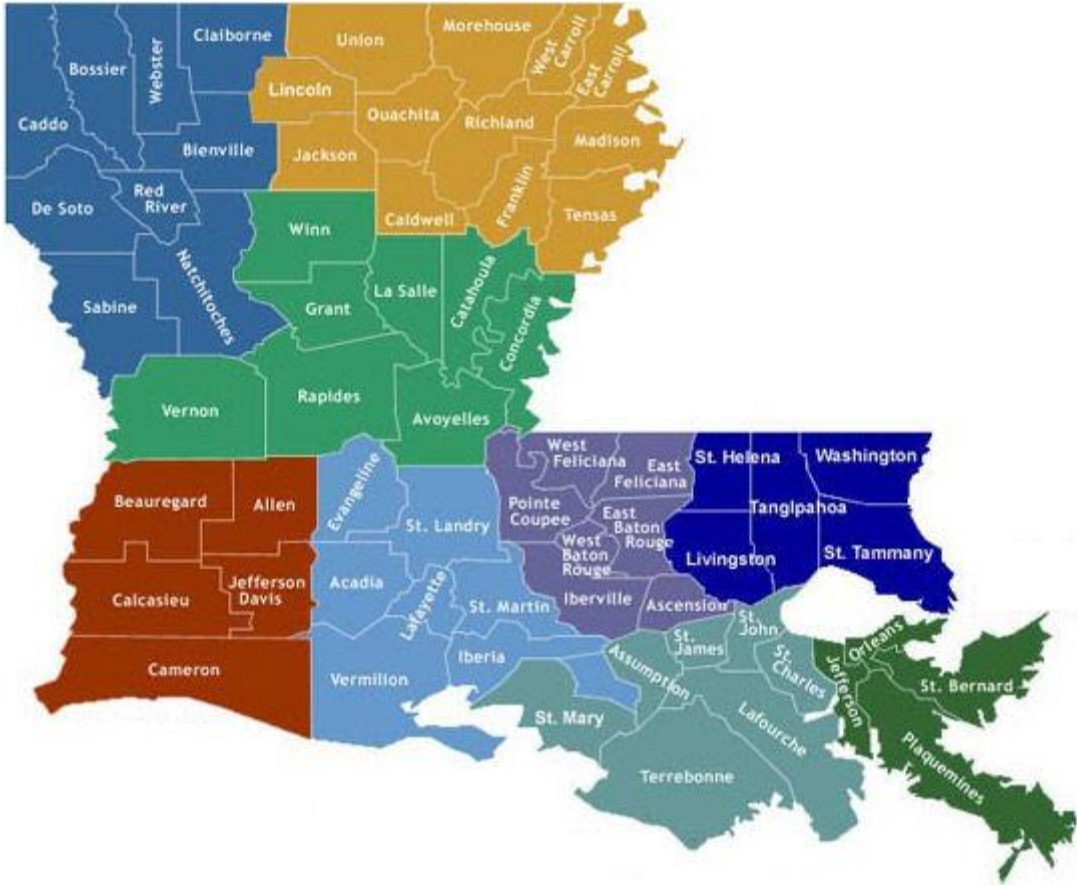 Claiborne
Union
Morehouse
West
Carroll
East
Carroll
Bossier
Webster
Lincoln
Ouachita
Richland
Caddo
Madison
Bienville
Jackson
Red
River
De Soto
Franklin
Tensas
Caldwell
Winn
Natchitoches
La Salle
Catahoula
Concordia
Sabine
Grant
Rapides
Vernon
Avoyelles
West
Feliciana
East
Feliciana
St. Helena
Washington
Beauregard
Allen
Evangeline
St. Landry
Pointe
Coupee
East
Baton
Rouge
West
Baton
Rouge
Tangipahoa
Livingston
St. Tammany
Calcasieu
Jefferson
Davis
Acadia
Lafayette
St. Martin
Iberville
Ascension
St.
John
St.
James
St.
Charles
Cameron
Vermilion
Iberia
Assumption
Jefferson
Orleans
St. Bernard
St. Mary
Lafourche
Plaquemines
Terrebonne